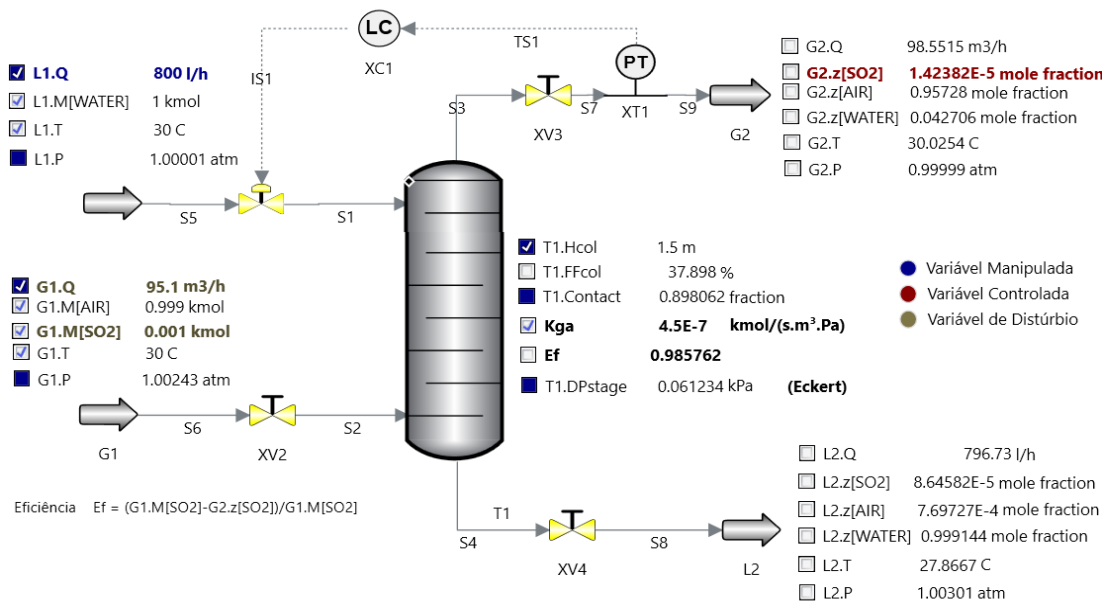 LC
XC1
TS1
IS1
PT
XT1
L1.Q 800 l/h
L1.M[WATER] 1 kmol
L1.T 30 C
L1.P 1.00001 atm
G2.Q 98.5515 m3/h
G2.z[SO2] 1.42382E-5 mole fraction
G2.z[AIR] 0.95728 mole fraction
G2.z[WATER] 0.042706 mole fraction
G2.T 30.0254 C
G2.P 0.99999 atm
S3
XV3
S7
S9
G2
S5
S1
G1.Q 95.1 m3/h
G1.M[AIR] 0.999 kmol
G1.M[SO2] 0.001 kmol
G1.T 30 C
G1.P 1.00243 atm
T1.Hcol 1.5 m
T1.FFcol 37.898 %
T1.Contact 0.898062 fraction
Kga 4.5E-7 kmol/(s.m³.Pa)
Ef 0.985762
T1.DPstage 0.061234 kPa (Eckert)
Variável Manipulada
Variável Controlada
Variável de Distúrbio
G1
S6
XV2
S2
Eficiência Ef = (G1.M[SO2]-G2.z[SO2])/G1.M[SO2]
T1
S4
XV4
S8
L2
L2.Q 796.73 l/h
L2.z[SO2] 8.64582E-5 mole fraction
L2.z[AIR] 7.69727E-4 mole fraction
L2.z[WATER] 0.999144 mole fraction
L2.T 27.8667 C
L2.P 1.00301 atm